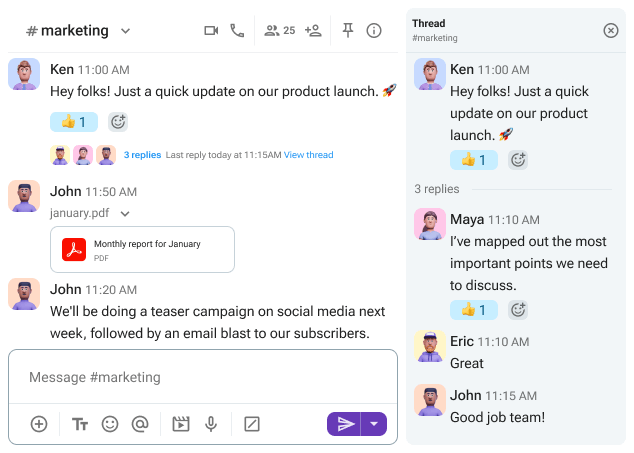 # marketing
25
Ken 11:00 AM
Hey folks! Just a quick update on our product launch. 🚀
👍 1
3 replies Last reply today at 11:15AM View thread
John 11:50 AM
january.pdf
Monthly report for January
PDF
John 11:20 AM
We'll be doing a teaser campaign on social media next
week, followed by an email blast to our subscribers.
Message #marketing
TT
Thread
#marketing
Ken 11:00 AM
Hey folks! Just a quick
update on our product
launch. 🚀
👍 1
3 replies
Maya 11:10 AM
I've mapped out the most
important points we need
to discuss.
👍 1
Eric 11:10 AM
Great
John 11:15 AM
Good job team!